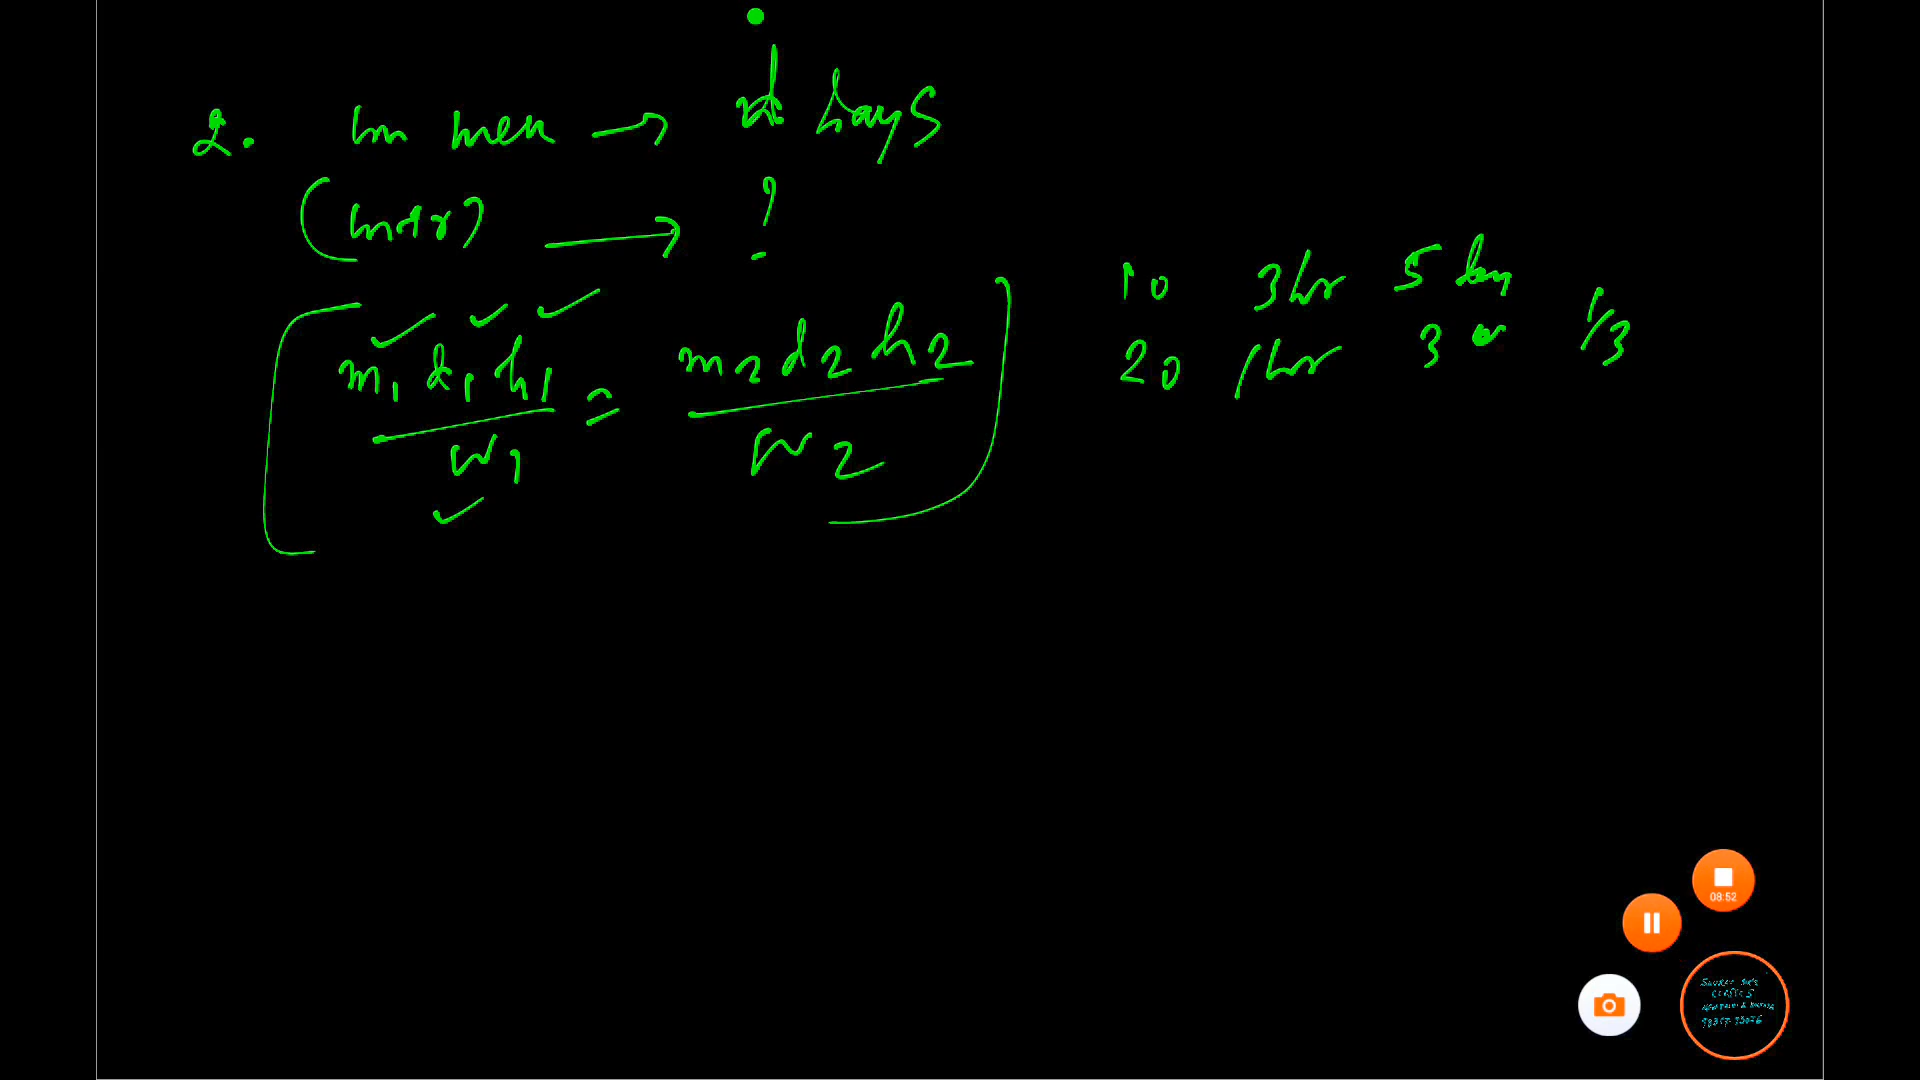 2. m men → d days
(m+r) → ?
m1 d1 h1 / w1 = m2 d2 h2 / w2
10 3hr 5 day
20 1hr 3 1/3
08:52